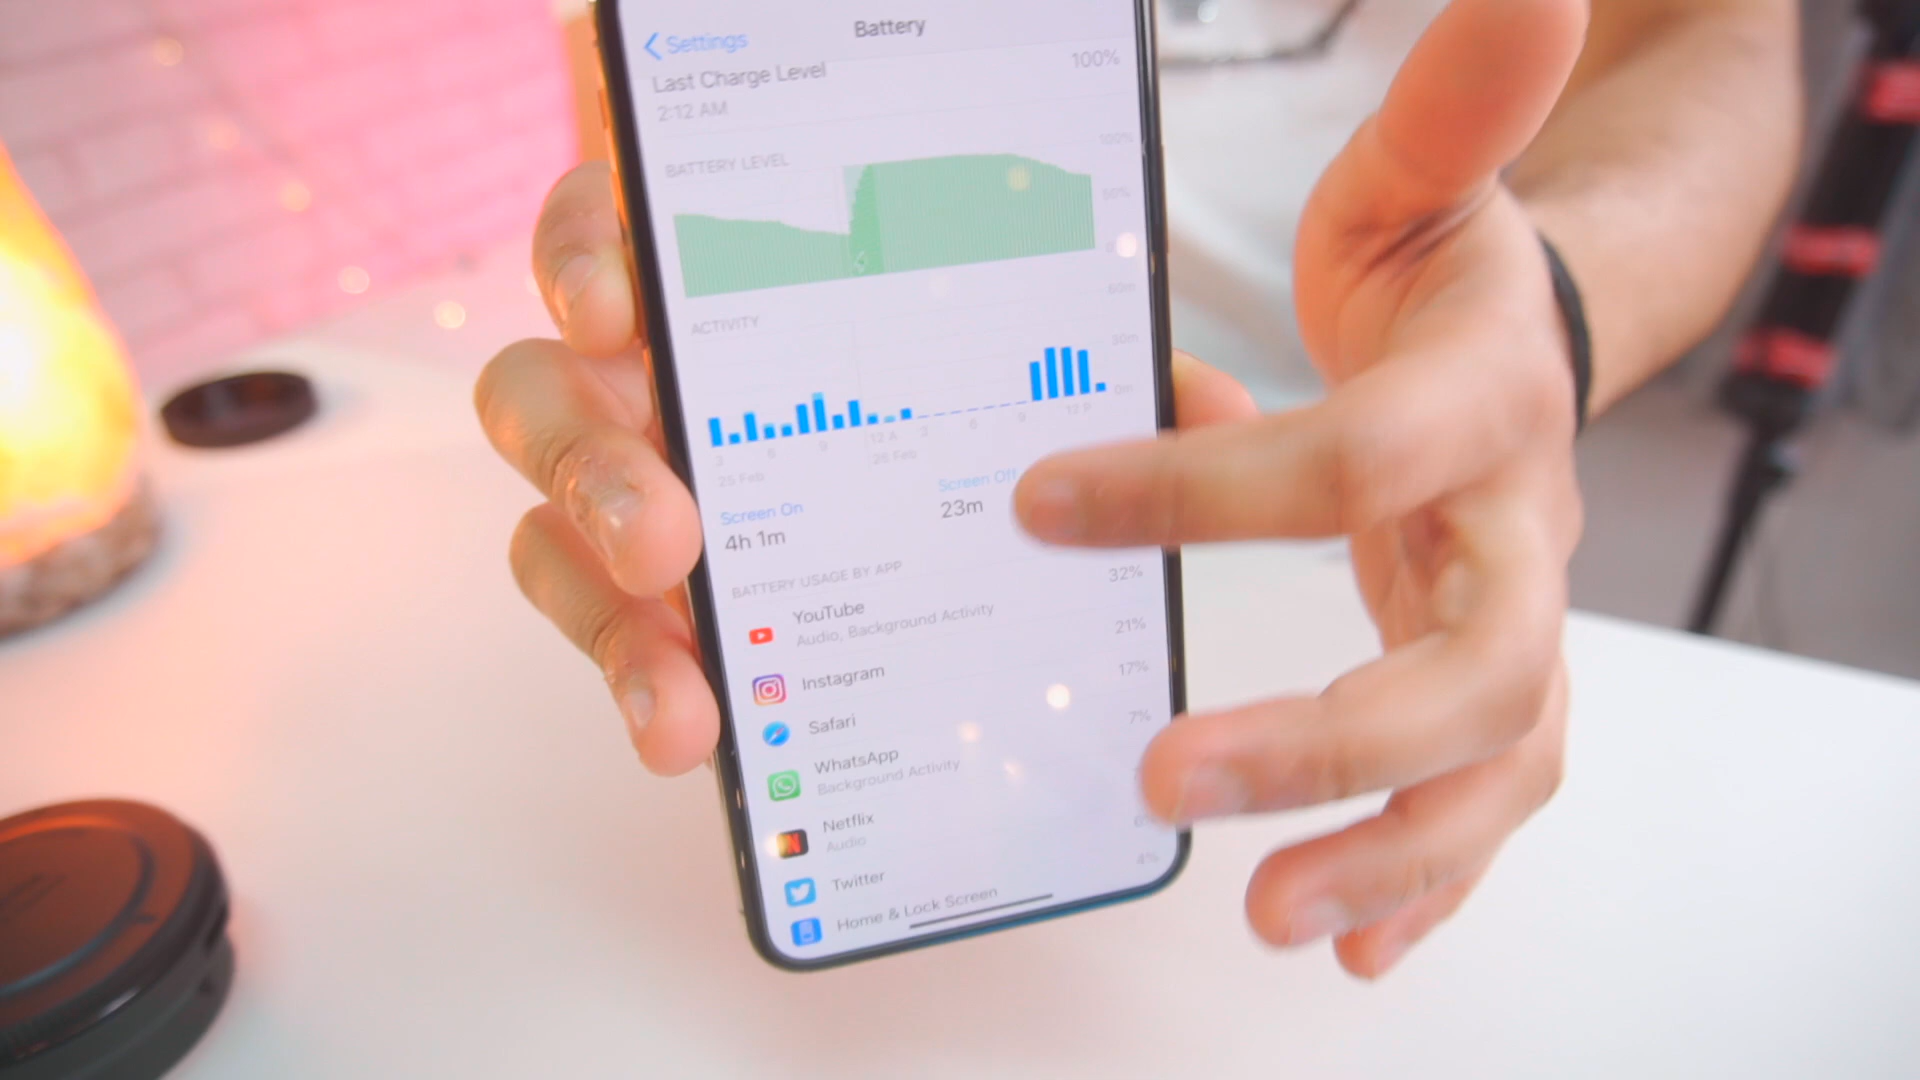 Settings
Battery
Last Charge Level
100%
2:12 AM
BATTERY LEVEL
100%
50%
ACTIVITY
60m
30m
0m
3
6
9
12 A
3
6
9
12 P
25 Feb
26 Feb
Screen On
Screen Off
4h 1m
23m
BATTERY USAGE BY APP
YouTube
32%
Audio, Background Activity
Instagram
21%
Safari
17%
WhatsApp
7%
Background Activity
Netflix
Audio
Twitter
Home & Lock Screen
4%